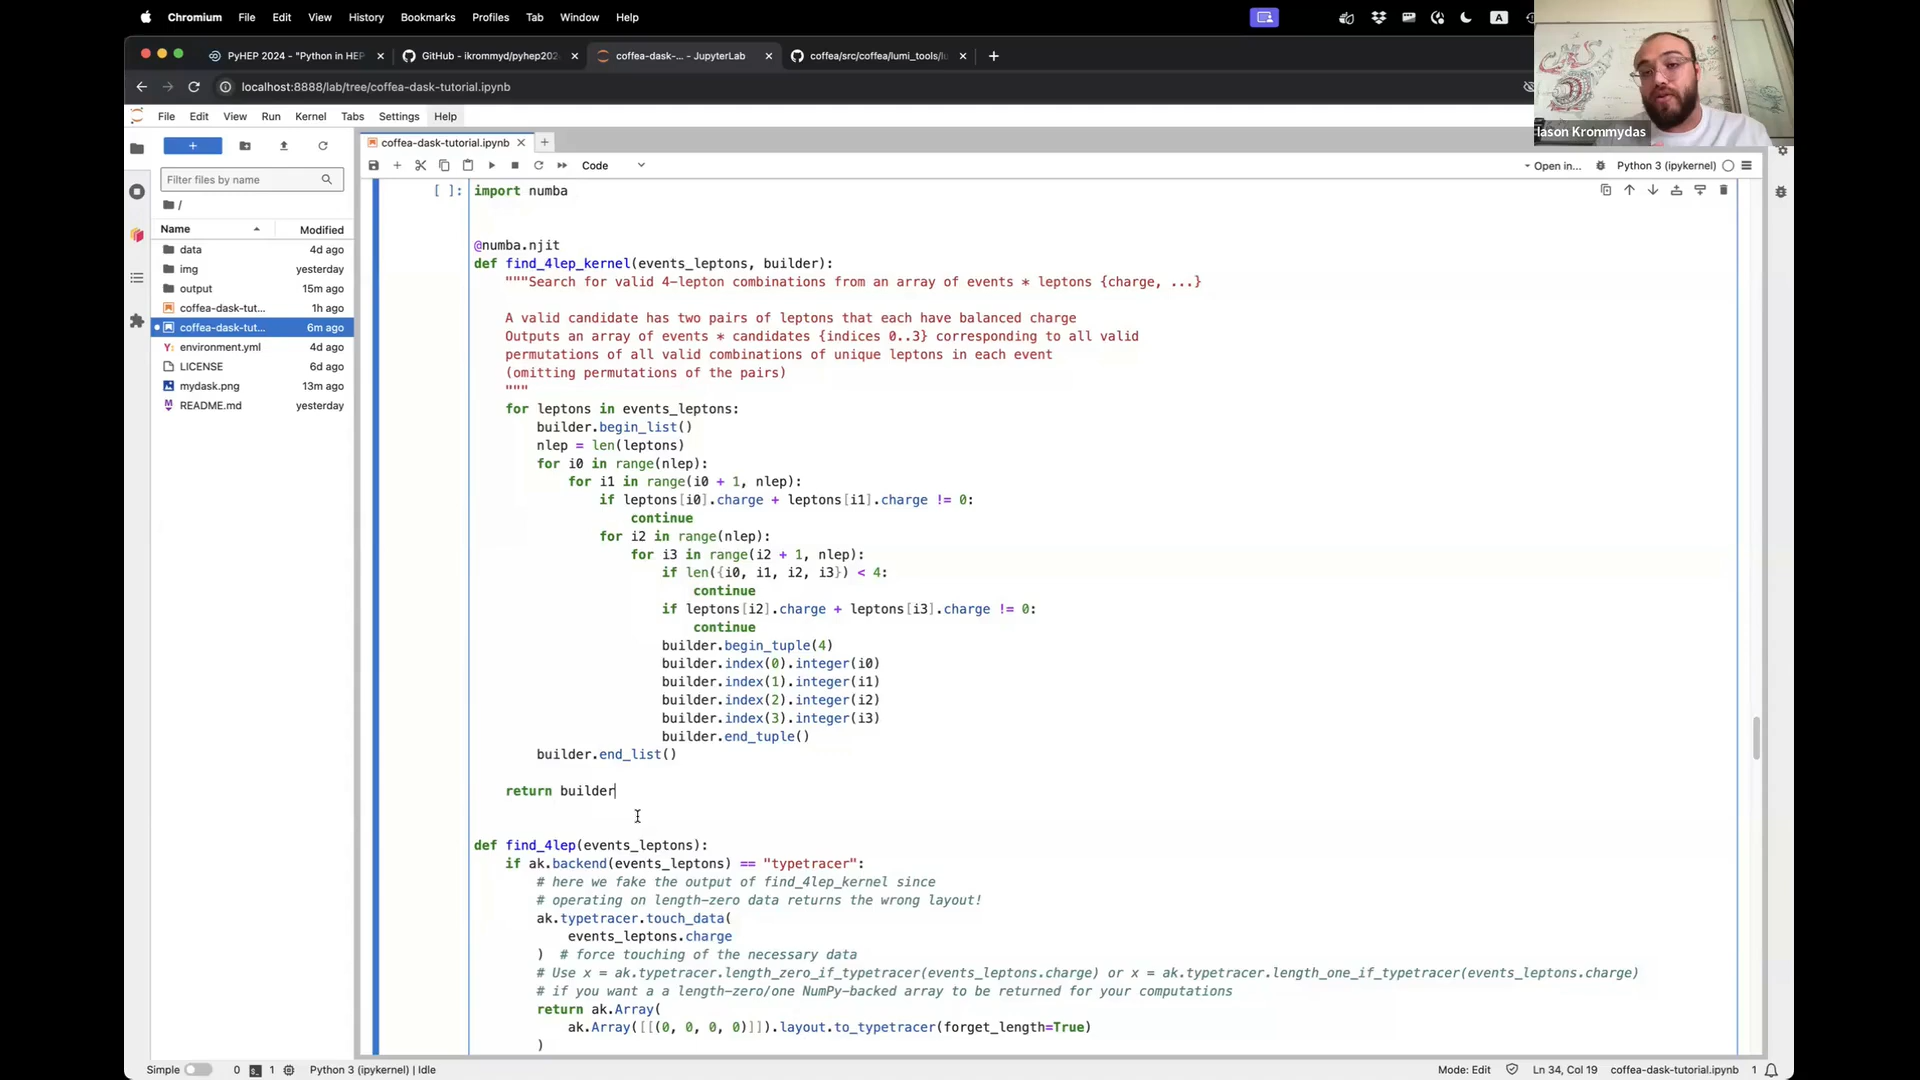 Chromium File Edit View History Bookmarks Profiles Tab Window Help
A
PyHEP 2024 - "Python in HEP
GitHub - ikrommyd/pyhep202
coffea-dask-... - JupyterLab
coffea/src/coffea/lumi_tools/lu
localhost:8888/lab/tree/coffea-dask-tutorial.ipynb
Iason Krommydas
File Edit View Run Kernel Tabs Settings Help
coffea-dask-tutorial.ipynb
Code
Open in...
Python 3 (ipykernel)
Filter files by name
/
Name Modified
data 4d ago
img yesterday
output 15m ago
coffea-dask-tut... 1h ago
coffea-dask-tut... 6m ago
environment.yml 4d ago
LICENSE 6d ago
mydask.png 13m ago
README.md yesterday
[ ]: import numba
@numba.njit
def find_4lep_kernel(events_leptons, builder):
"""Search for valid 4-lepton combinations from an array of events * leptons {charge, ...}
A valid candidate has two pairs of leptons that each have balanced charge
Outputs an array of events * candidates {indices 0..3} corresponding to all valid
permutations of all valid combinations of unique leptons in each event
(omitting permutations of the pairs)
"""
for leptons in events_leptons:
builder.begin_list()
nlep = len(leptons)
for i0 in range(nlep):
for i1 in range(i0 + 1, nlep):
if leptons[i0].charge + leptons[i1].charge != 0:
continue
for i2 in range(nlep):
for i3 in range(i2 + 1, nlep):
if len({i0, i1, i2, i3}) < 4:
continue
if leptons[i2].charge + leptons[i3].charge != 0:
continue
builder.begin_tuple(4)
builder.index(0).integer(i0)
builder.index(1).integer(i1)
builder.index(2).integer(i2)
builder.index(3).integer(i3)
builder.end_tuple()
builder.end_list()
return builder
def find_4lep(events_leptons):
if ak.backend(events_leptons) == "typetracer":
# here we fake the output of find_4lep_kernel since
# operating on length-zero data returns the wrong layout!
ak.typetracer.touch_data(
events_leptons.charge
) # force touching of the necessary data
# Use x = ak.typetracer.length_zero_if_typetracer(events_leptons.charge) or x = ak.typetracer.length_one_if_typetracer(events_leptons.charge)
# if you want a a length-zero/one NumPy-backed array to be returned for your computations
return ak.Array(
ak.Array([[(0, 0, 0, 0)]]).layout.to_typetracer(forget_length=True)
)
Simple 0 1 Python 3 (ipykernel) | Idle Mode: Edit Ln 34, Col 19 coffea-dask-tutorial.ipynb 1